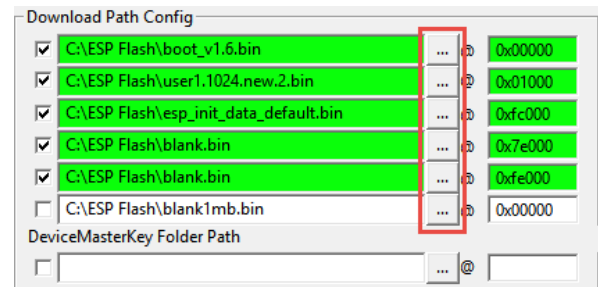 Download Path Config
C:\ESP Flash\boot_v1.6.bin ... @ 0x00000
C:\ESP Flash\user1.1024.new.2.bin ... @ 0x01000
C:\ESP Flash\esp_init_data_default.bin ... @ 0xfc000
C:\ESP Flash\blank.bin ... @ 0x7e000
C:\ESP Flash\blank.bin ... @ 0xfe000
C:\ESP Flash\blank1mb.bin ... @ 0x00000
DeviceMasterKey Folder Path
... @